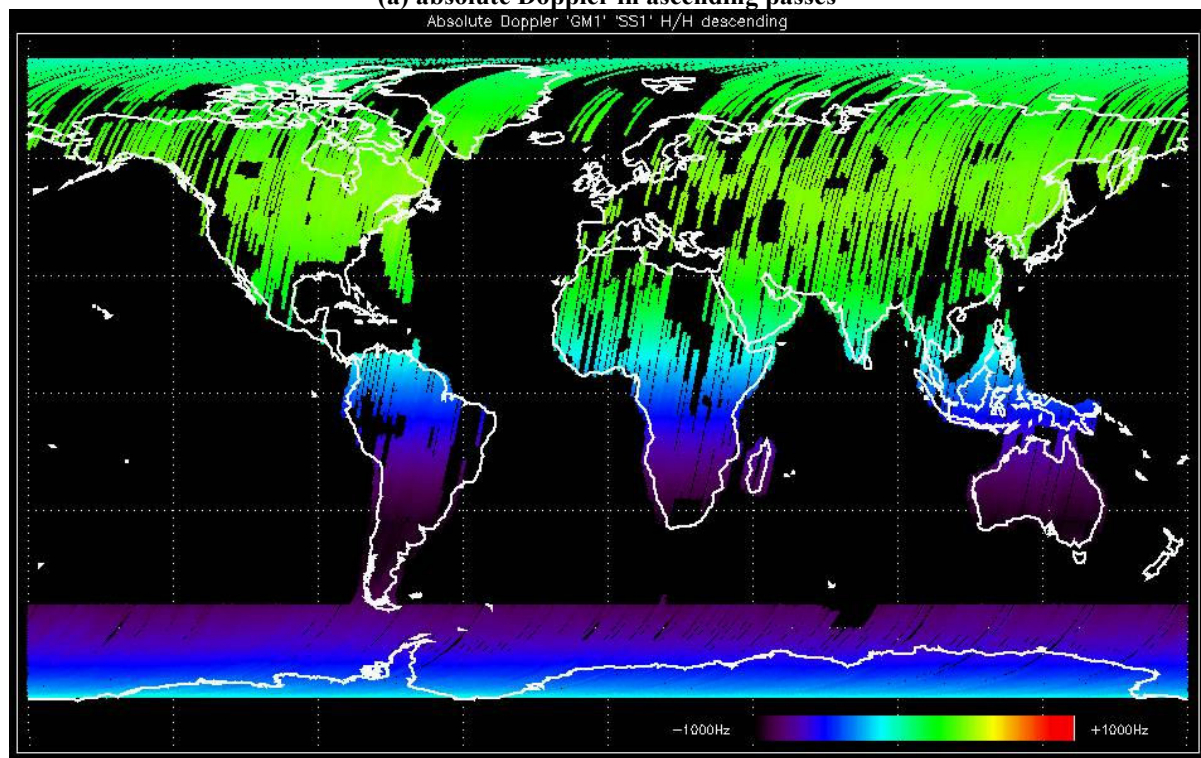 (a) absolute Doppler in ascending passes
Absolute Doppler 'GM1' 'SS1' H/H descending
-1000Hz
+1000Hz